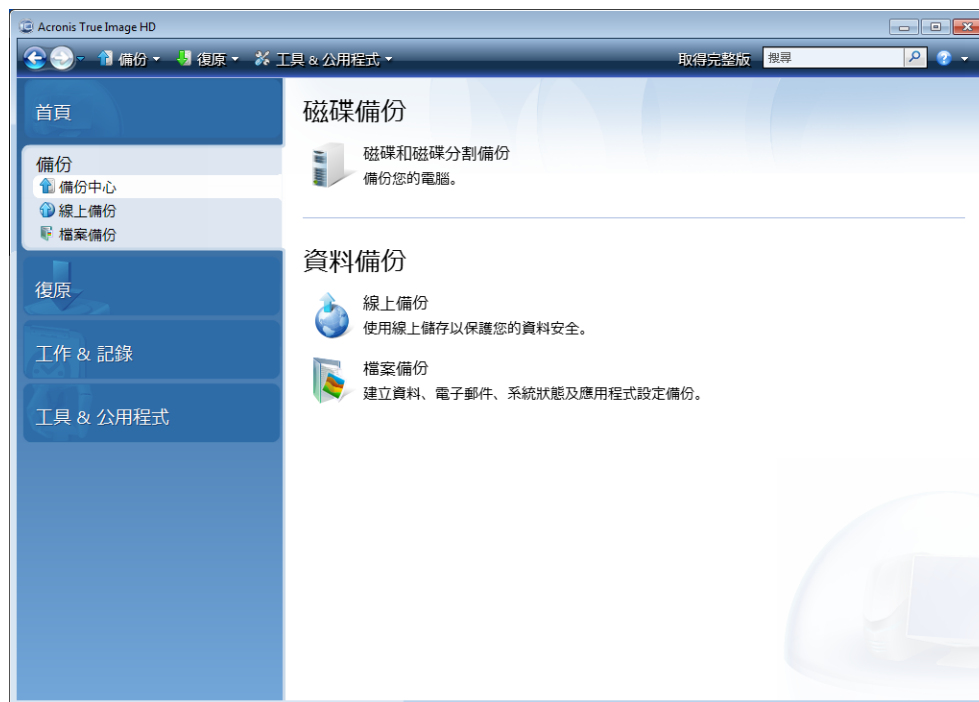 Acronis True Image HD
備份 復原 工具 & 公用程式 取得完整版 搜尋
首頁
備份
備份中心
線上備份
檔案備份
復原
工作 & 記錄
工具 & 公用程式
磁碟備份
磁碟和磁碟分割備份
備份您的電腦。
資料備份
線上備份
使用線上儲存以保護您的資料安全。
檔案備份
建立資料、電子郵件、系統狀態及應用程式設定備份。